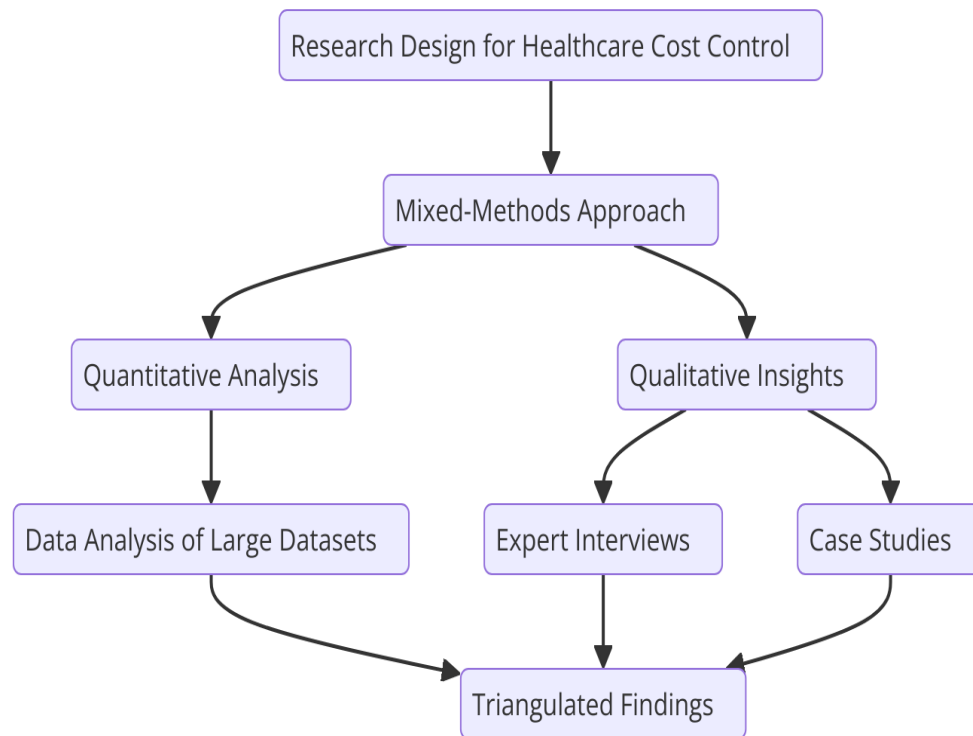 Research Design for Healthcare Cost Control
Mixed-Methods Approach
Quantitative Analysis
Qualitative Insights
Data Analysis of Large Datasets
Expert Interviews
Case Studies
Triangulated Findings